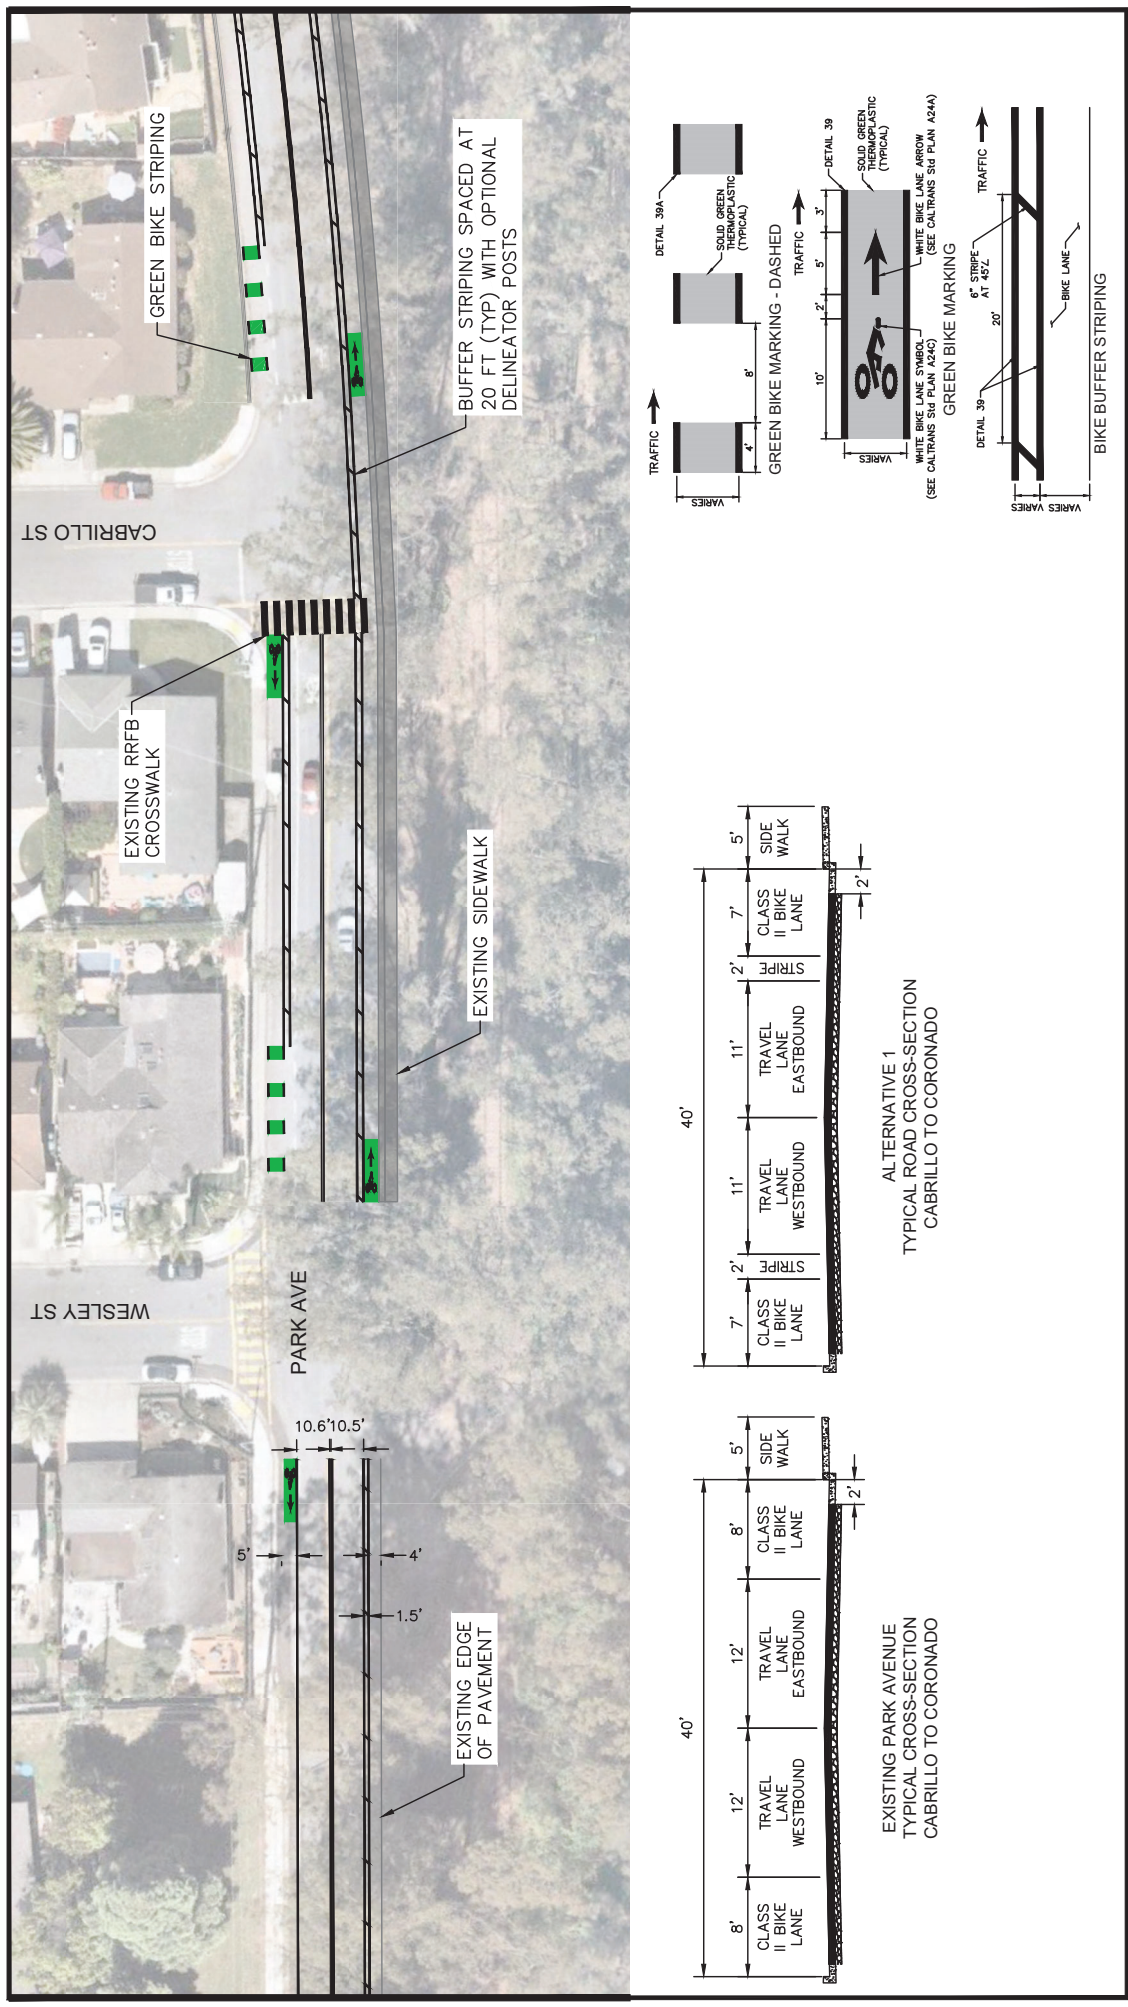 GREEN BIKE STRIPING
CABRILLO ST
EXISTING RRFB
CROSSWALK
WESLEY ST
PARK AVE
BUFFER STRIPING SPACED AT
20 FT (TYP) WITH OPTIONAL
DELINEATOR POSTS
EXISTING SIDEWALK
10.6'
10.5'
5'
4'
1.5'
EXISTING EDGE
OF PAVEMENT
40'
8'
12'
12'
8'
5'
CLASS
II BIKE
LANE
TRAVEL
LANE
WESTBOUND
TRAVEL
LANE
EASTBOUND
CLASS
II BIKE
LANE
SIDE
WALK
2'
EXISTING PARK AVENUE
TYPICAL CROSS-SECTION
CABRILLO TO CORONADO
40'
7'
2'
11'
11'
2'
7'
5'
CLASS
II BIKE
LANE
STRIPE
TRAVEL
LANE
WESTBOUND
TRAVEL
LANE
EASTBOUND
STRIPE
CLASS
II BIKE
LANE
SIDE
WALK
2'
ALTERNATIVE 1
TYPICAL ROAD CROSS-SECTION
CABRILLO TO CORONADO
TRAFFIC
DETAIL 39A
VARIES
SOLID GREEN
THERMOPLASTIC
(TYPICAL)
4'
8'
GREEN BIKE MARKING - DASHED
TRAFFIC
10'
2'
5'
3'
DETAIL 39
VARIES
SOLID GREEN
THERMOPLASTIC
(TYPICAL)
WHITE BIKE LANE SYMBOL
(SEE CALTRANS Std PLAN A24C)
WHITE BIKE LANE ARROW
(SEE CALTRANS Std PLAN A24A)
GREEN BIKE MARKING
DETAIL 39
20'
6" STRIPE
AT 45∠
TRAFFIC
VARIES
VARIES
BIKE LANE
BIKE BUFFER STRIPING